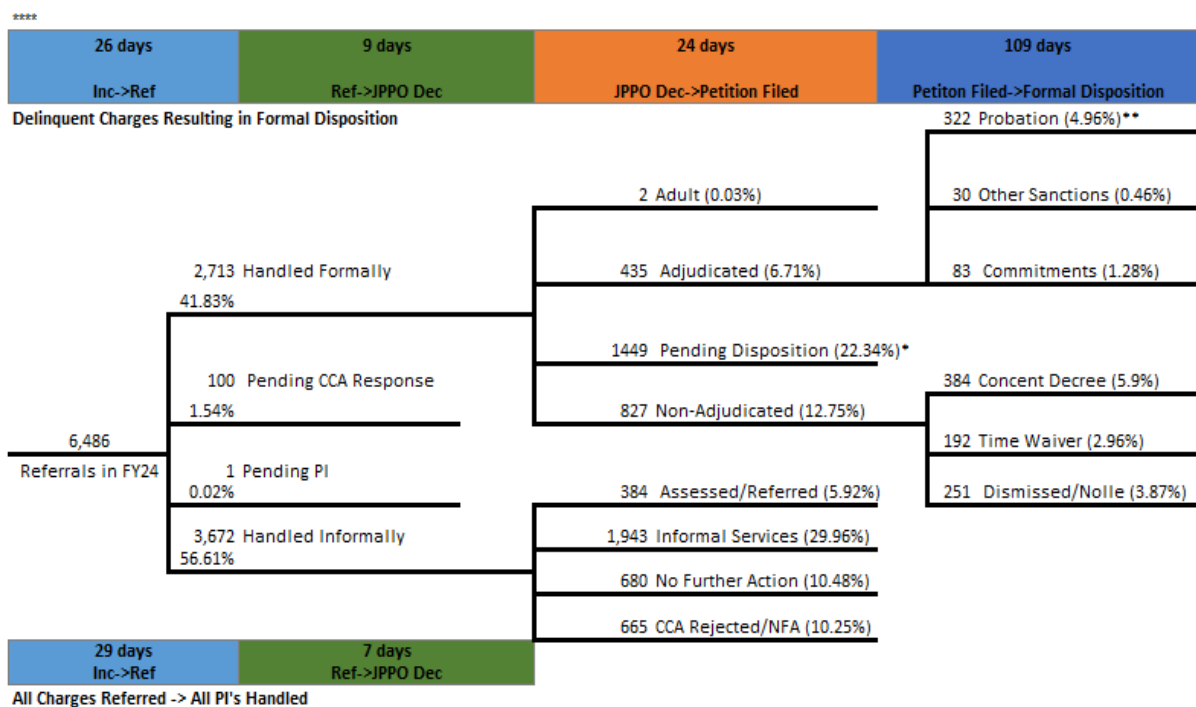 ****
26 days
Inc->Ref
9 days
Ref->JPPO Dec
24 days
JPPO Dec->Petition Filed
109 days
Petiton Filed->Formal Disposition
Delinquent Charges Resulting in Formal Disposition
322 Probation (4.96%)**
2 Adult (0.03%)
30 Other Sanctions (0.46%)
2,713 Handled Formally
41.83%
435 Adjudicated (6.71%)
83 Commitments (1.28%)
1449 Pending Disposition (22.34%)*
100 Pending CCA Response
1.54%
384 Concent Decree (5.9%)
827 Non-Adjudicated (12.75%)
6,486
Referrals in FY24
192 Time Waiver (2.96%)
1 Pending PI
0.02%
384 Assessed/Referred (5.92%)
251 Dismissed/Nolle (3.87%)
3,672 Handled Informally
56.61%
1,943 Informal Services (29.96%)
680 No Further Action (10.48%)
665 CCA Rejected/NFA (10.25%)
29 days
Inc->Ref
7 days
Ref->JPPO Dec
All Charges Referred -> All PI's Handled